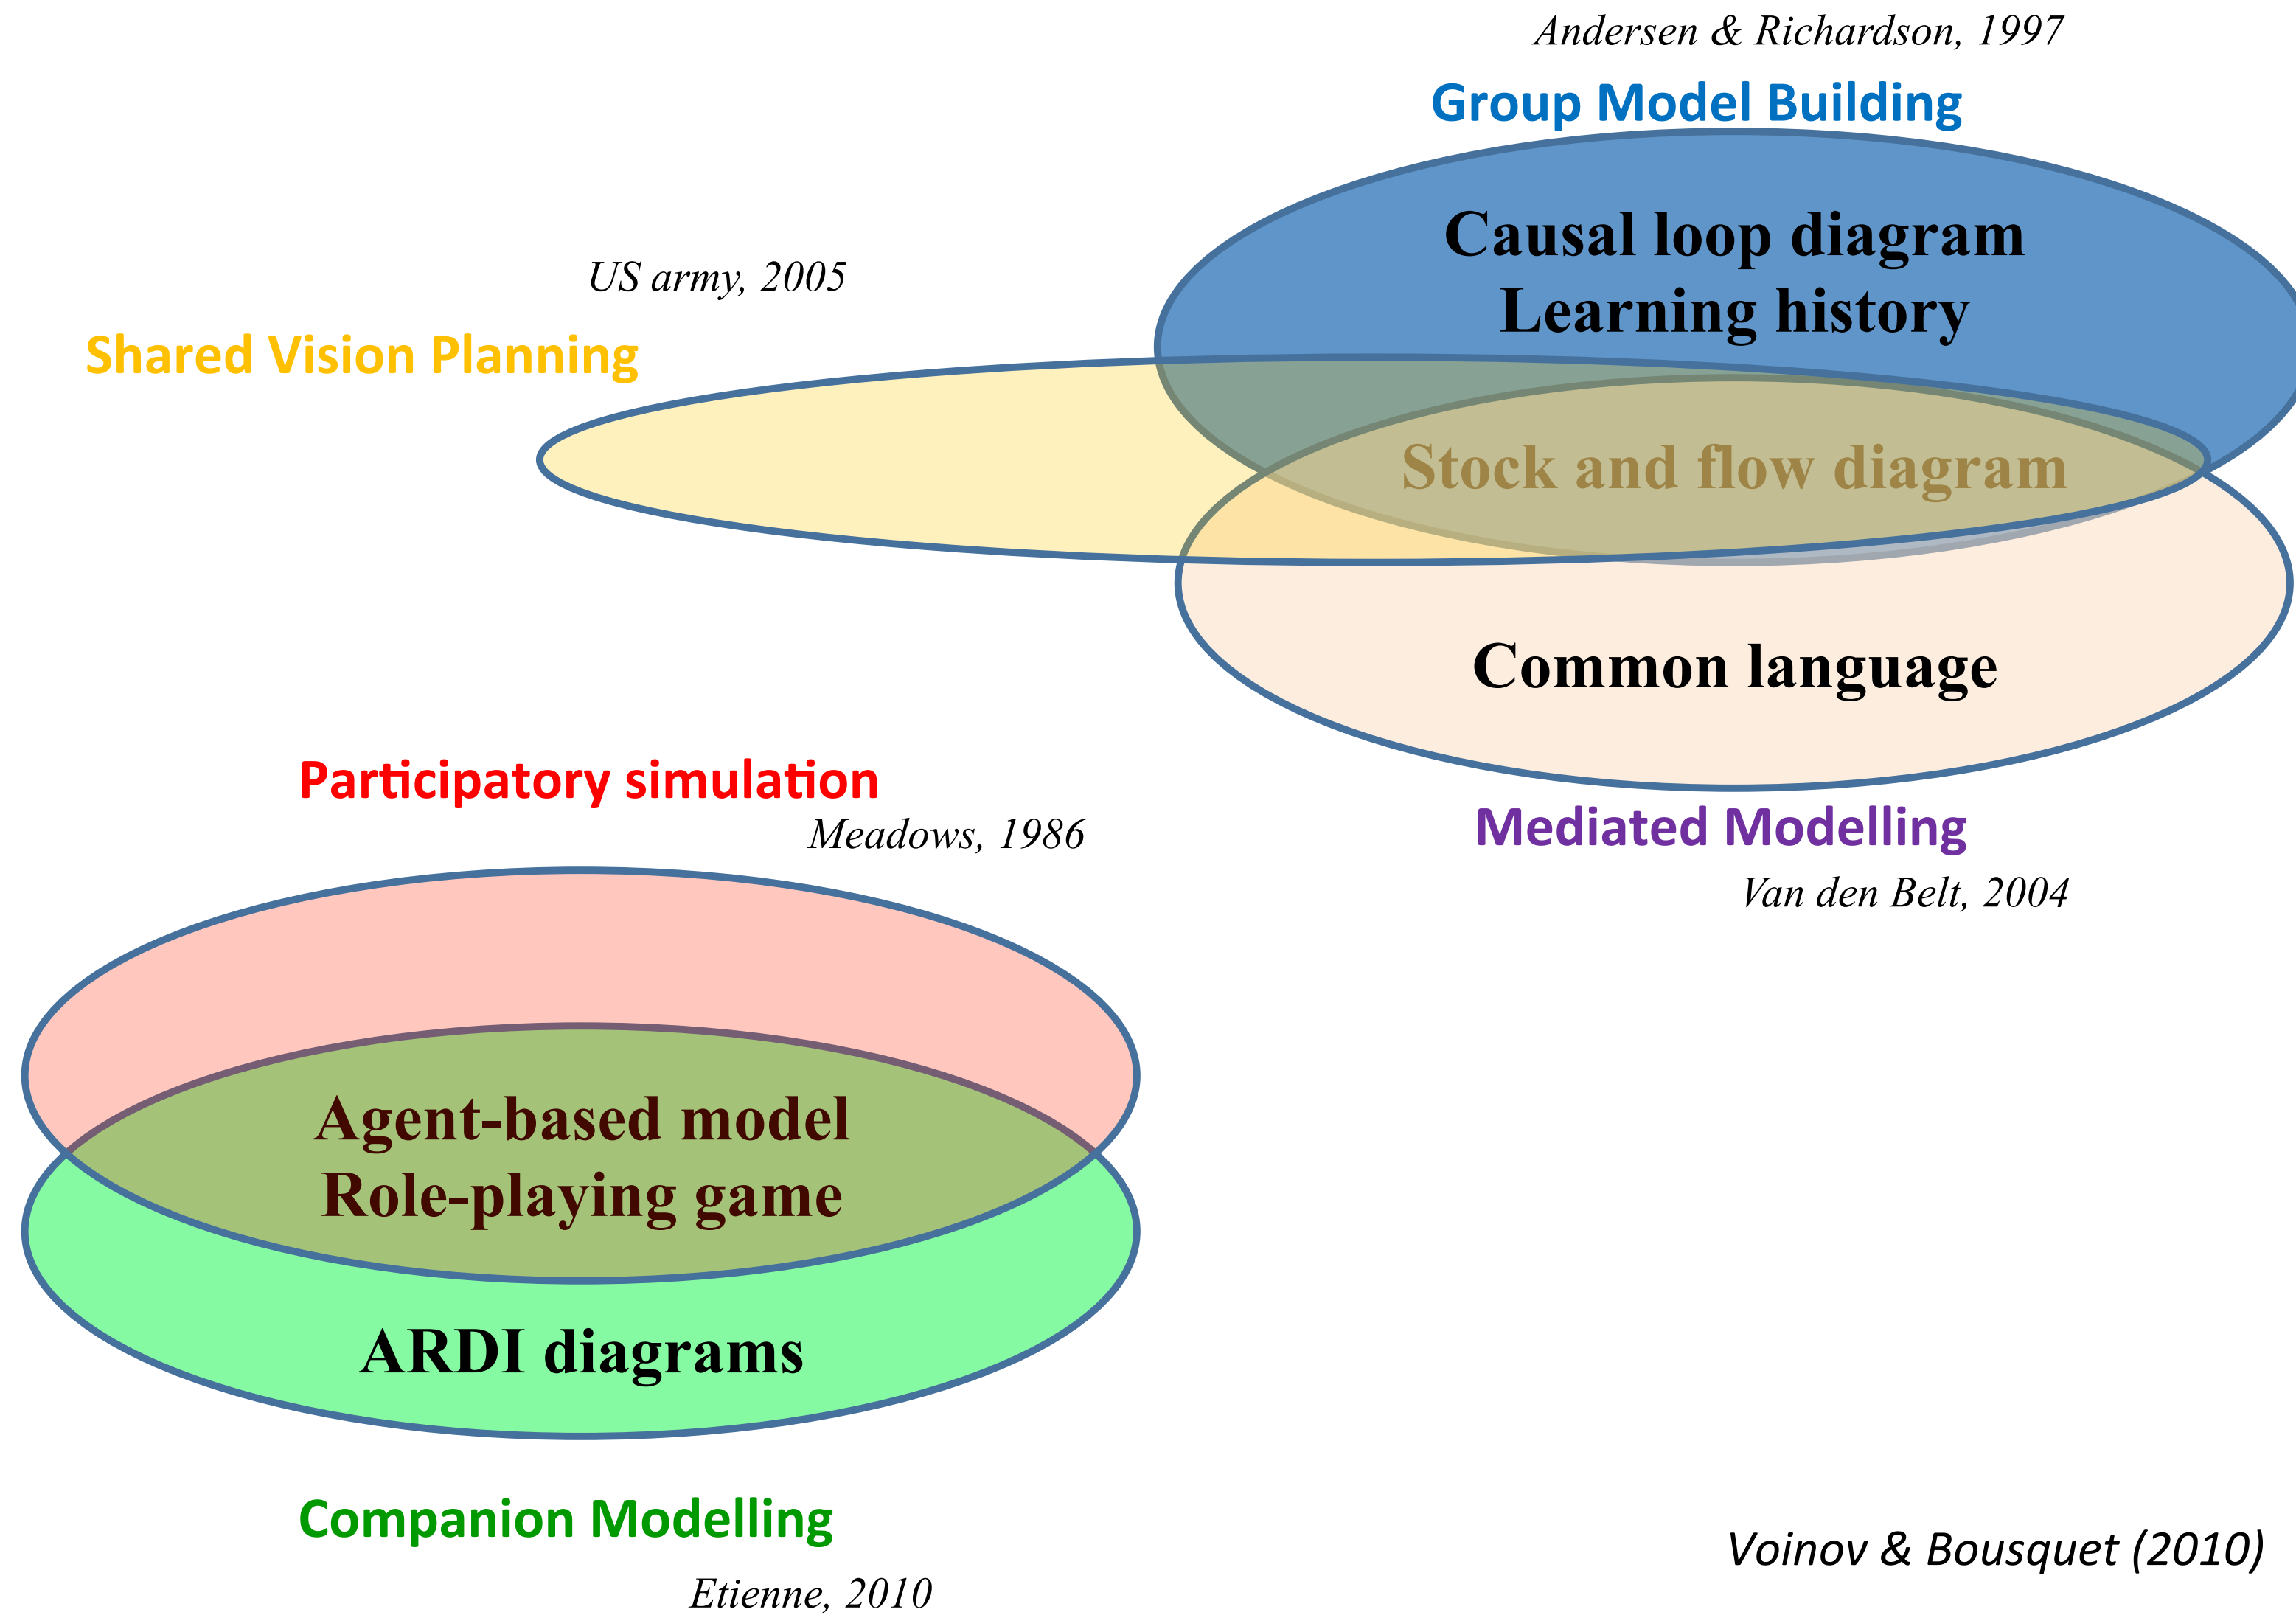 Andersen & Richardson, 1997
Group Model Building
Causal loop diagram
Learning history
US army, 2005
Shared Vision Planning
Stock and flow diagram
Common language
Mediated Modelling
Van den Belt, 2004
Participatory simulation
Meadows, 1986
Agent-based model
Role-playing game
ARDI diagrams
Companion Modelling
Etienne, 2010
Voinov & Bousquet (2010)